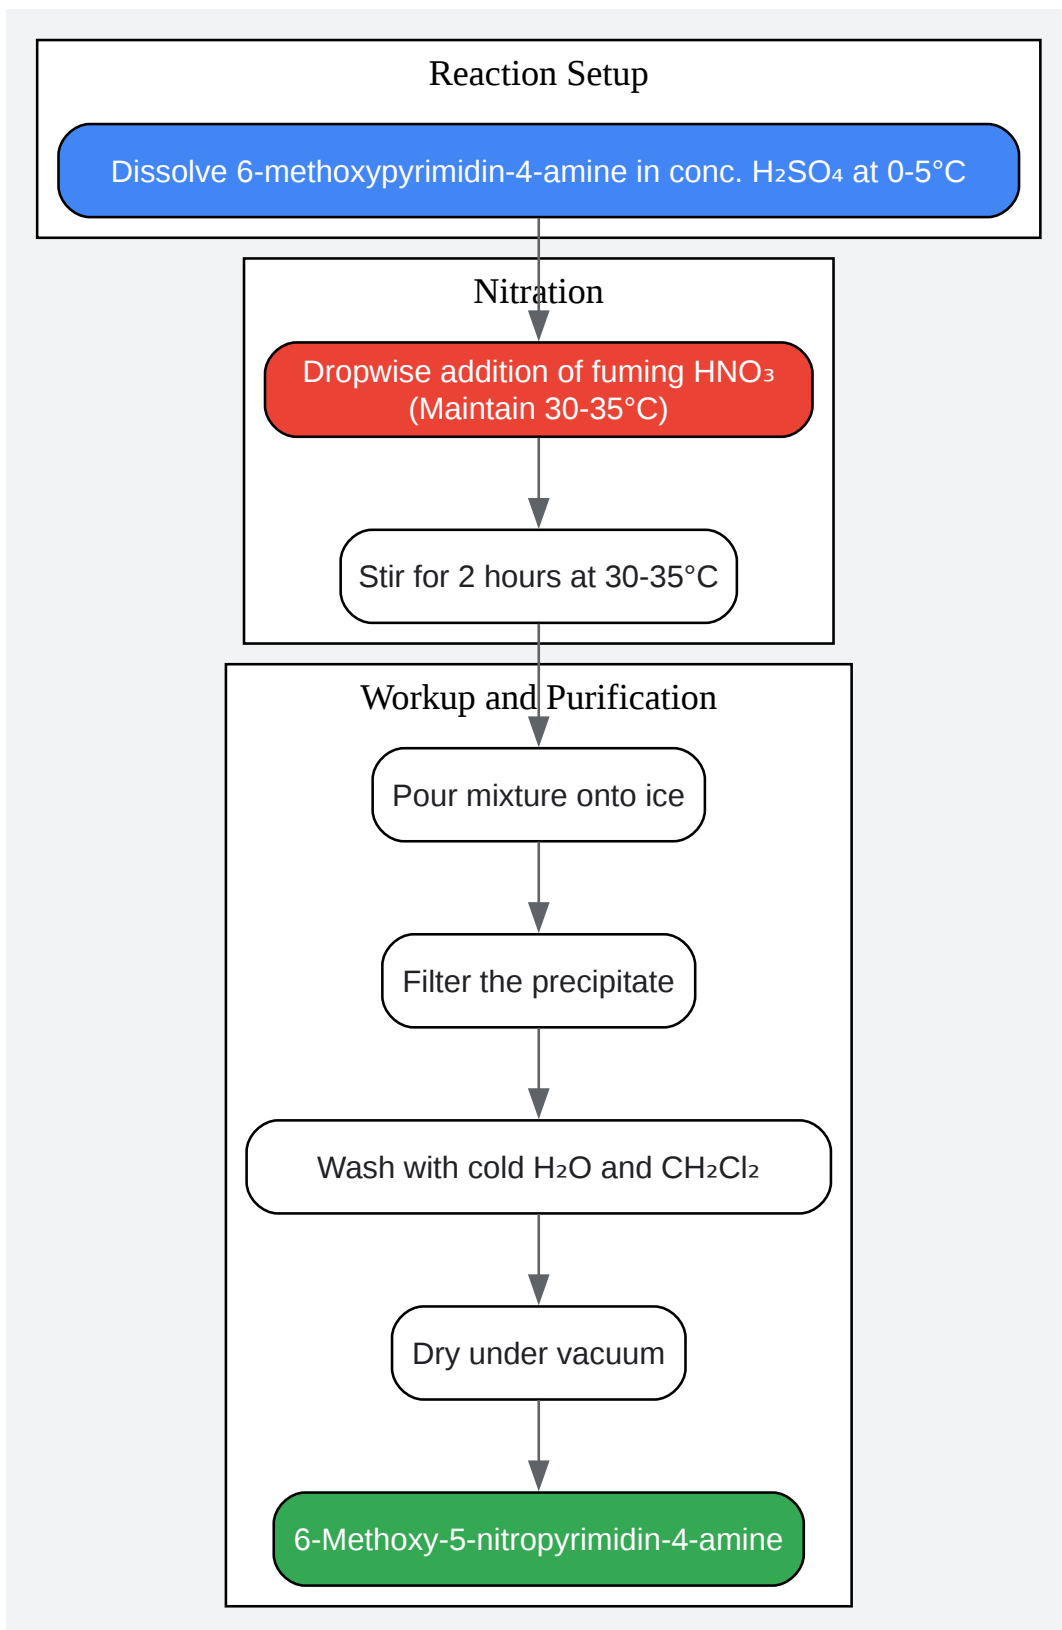 Reaction Setup
Dissolve 6-methoxypyrimidin-4-amine in conc. H₂SO₄ at 0-5°C
Nitration
Dropwise addition of fuming HNO₃
(Maintain 30-35°C)
Stir for 2 hours at 30-35°C
Workup and Purification
Pour mixture onto ice
Filter the precipitate
Wash with cold H₂O and CH₂Cl₂
Dry under vacuum
6-Methoxy-5-nitropyrimidin-4-amine